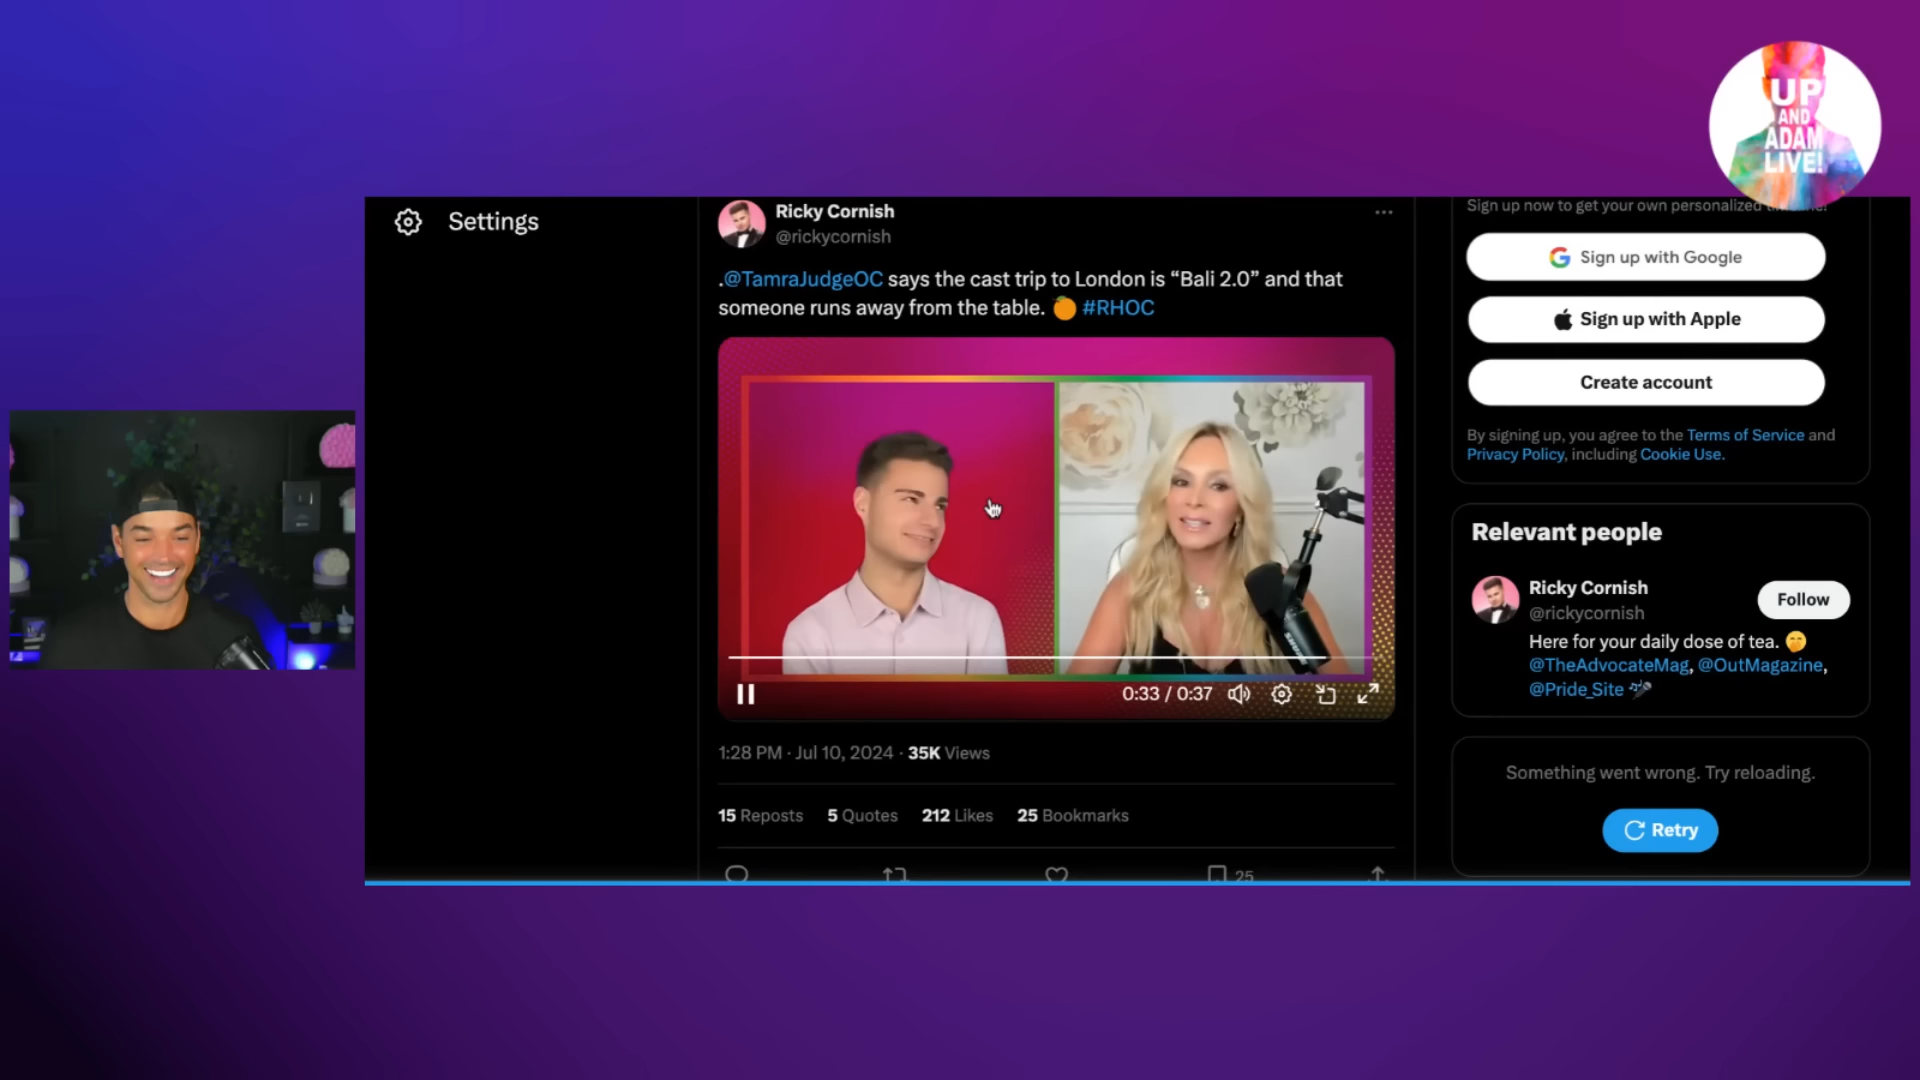 UP
AND
ADAM
LIVE!
Settings
Ricky Cornish
@rickycornish
.@TamraJudgeOC says the cast trip to London is “Bali 2.0” and that
someone runs away from the table. 🍊 #RHOC
0:33 / 0:37
1:28 PM · Jul 10, 2024 · 35K Views
15 Reposts 5 Quotes 212 Likes 25 Bookmarks
25
Sign up now to get your own personalized timeline!
Sign up with Google
Sign up with Apple
Create account
By signing up, you agree to the Terms of Service and
Privacy Policy, including Cookie Use.
Relevant people
Ricky Cornish
@rickycornish
Follow
Here for your daily dose of tea. 🤭
@TheAdvocateMag, @OutMagazine,
@Pride_Site 🎤
Something went wrong. Try reloading.
Retry
SHURE